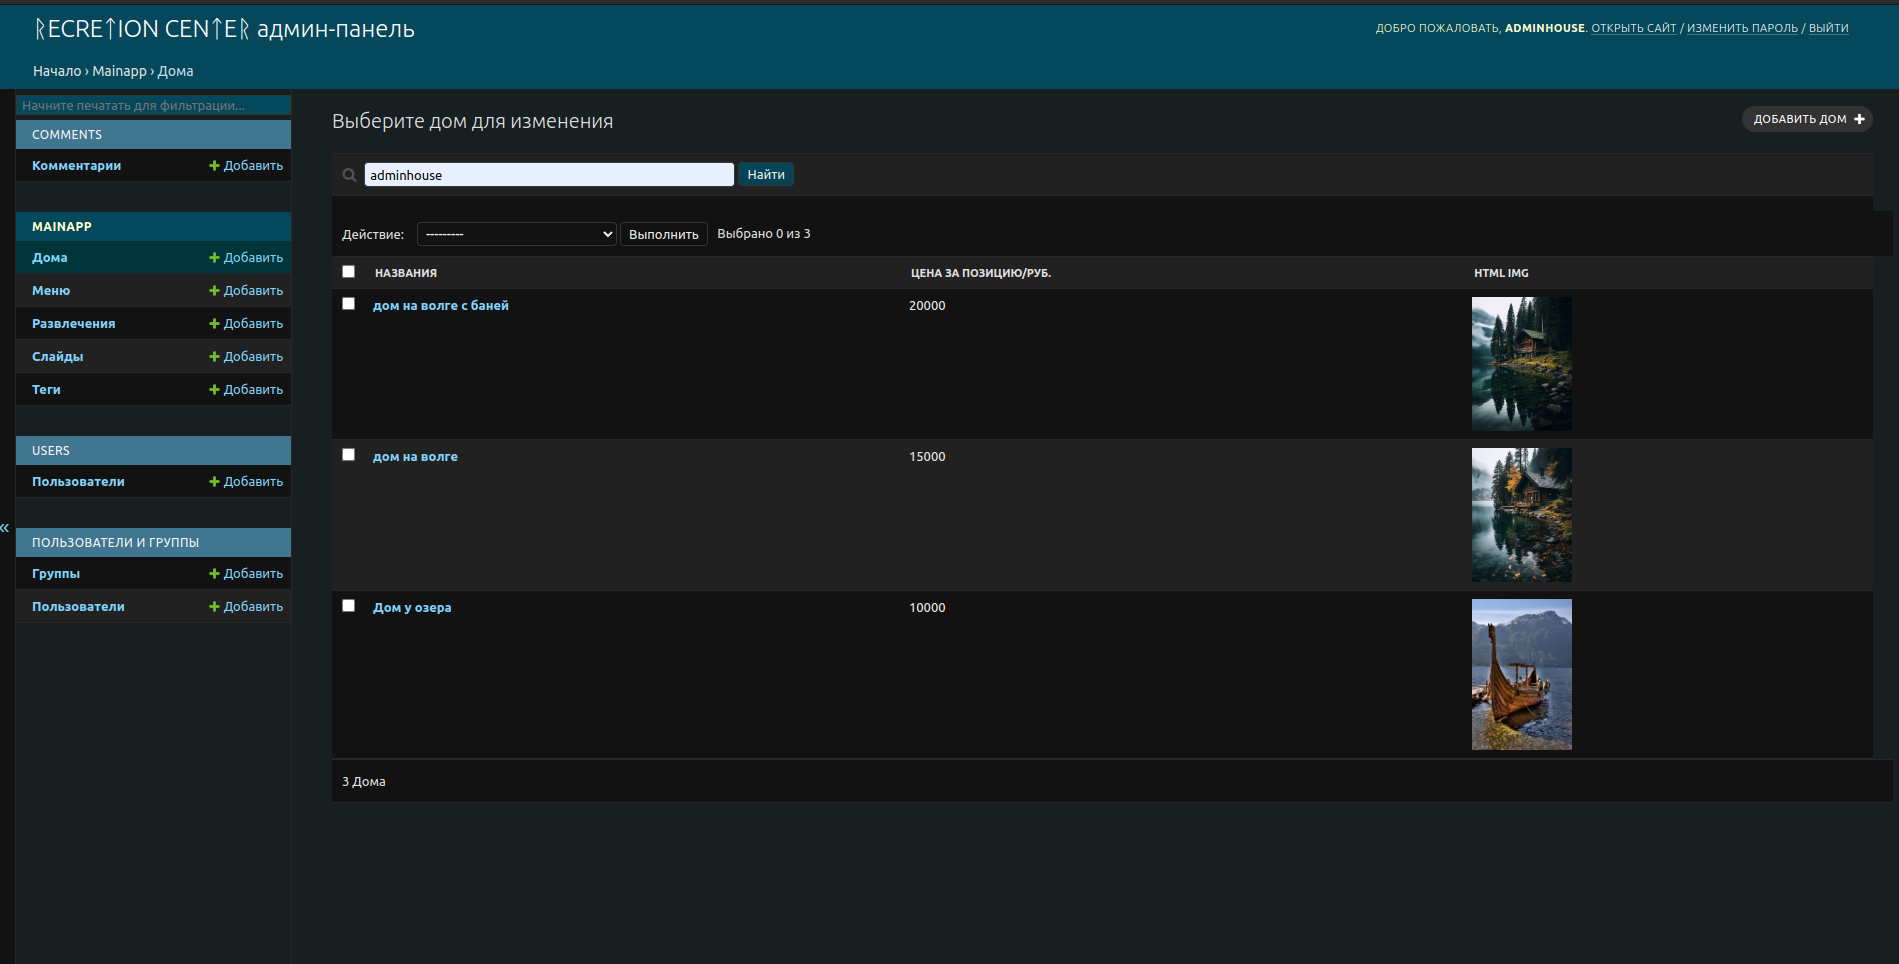 ᚱECREᛏION CENᛏEᚱ админ-панель
ДОБРО ПОЖАЛОВАТЬ, ADMINHOUSE. ОТКРЫТЬ САЙТ / ИЗМЕНИТЬ ПАРОЛЬ / ВЫЙТИ
Начало › Mainapp › Дома
Начните печатать для фильтрации...
COMMENTS
Комментарии Добавить
MAINAPP
Дома Добавить
Меню Добавить
Развлечения Добавить
Слайды Добавить
Теги Добавить
USERS
Пользователи Добавить
ПОЛЬЗОВАТЕЛИ И ГРУППЫ
Группы Добавить
Пользователи Добавить
«
Выберите дом для изменения
ДОБАВИТЬ ДОМ
adminhouse Найти
Действие: --------- Выполнить Выбрано 0 из 3
НАЗВАНИЯ ЦЕНА ЗА ПОЗИЦИЮ/РУБ. HTML IMG
дом на волге с баней 20000
дом на волге 15000
Дом у озера 10000
3 Дома